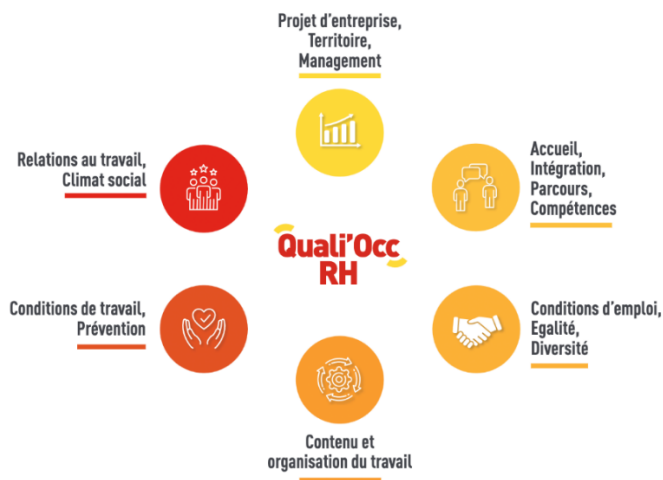 Projet d'entreprise,
Territoire,
Management
Accueil,
Intégration,
Parcours,
Compétences
Conditions d'emploi,
Egalité,
Diversité
Contenu et
organisation du travail
Conditions de travail,
Prévention
Relations au travail,
Climat social
Quali'Occ
RH